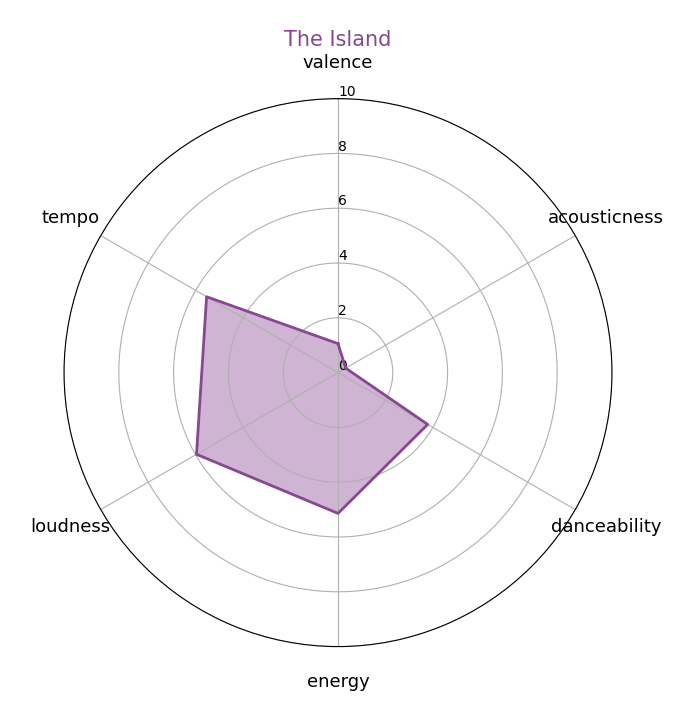 The Island
valence
10
8
tempo
acousticness
6
4
2
0
loudness
danceability
energy